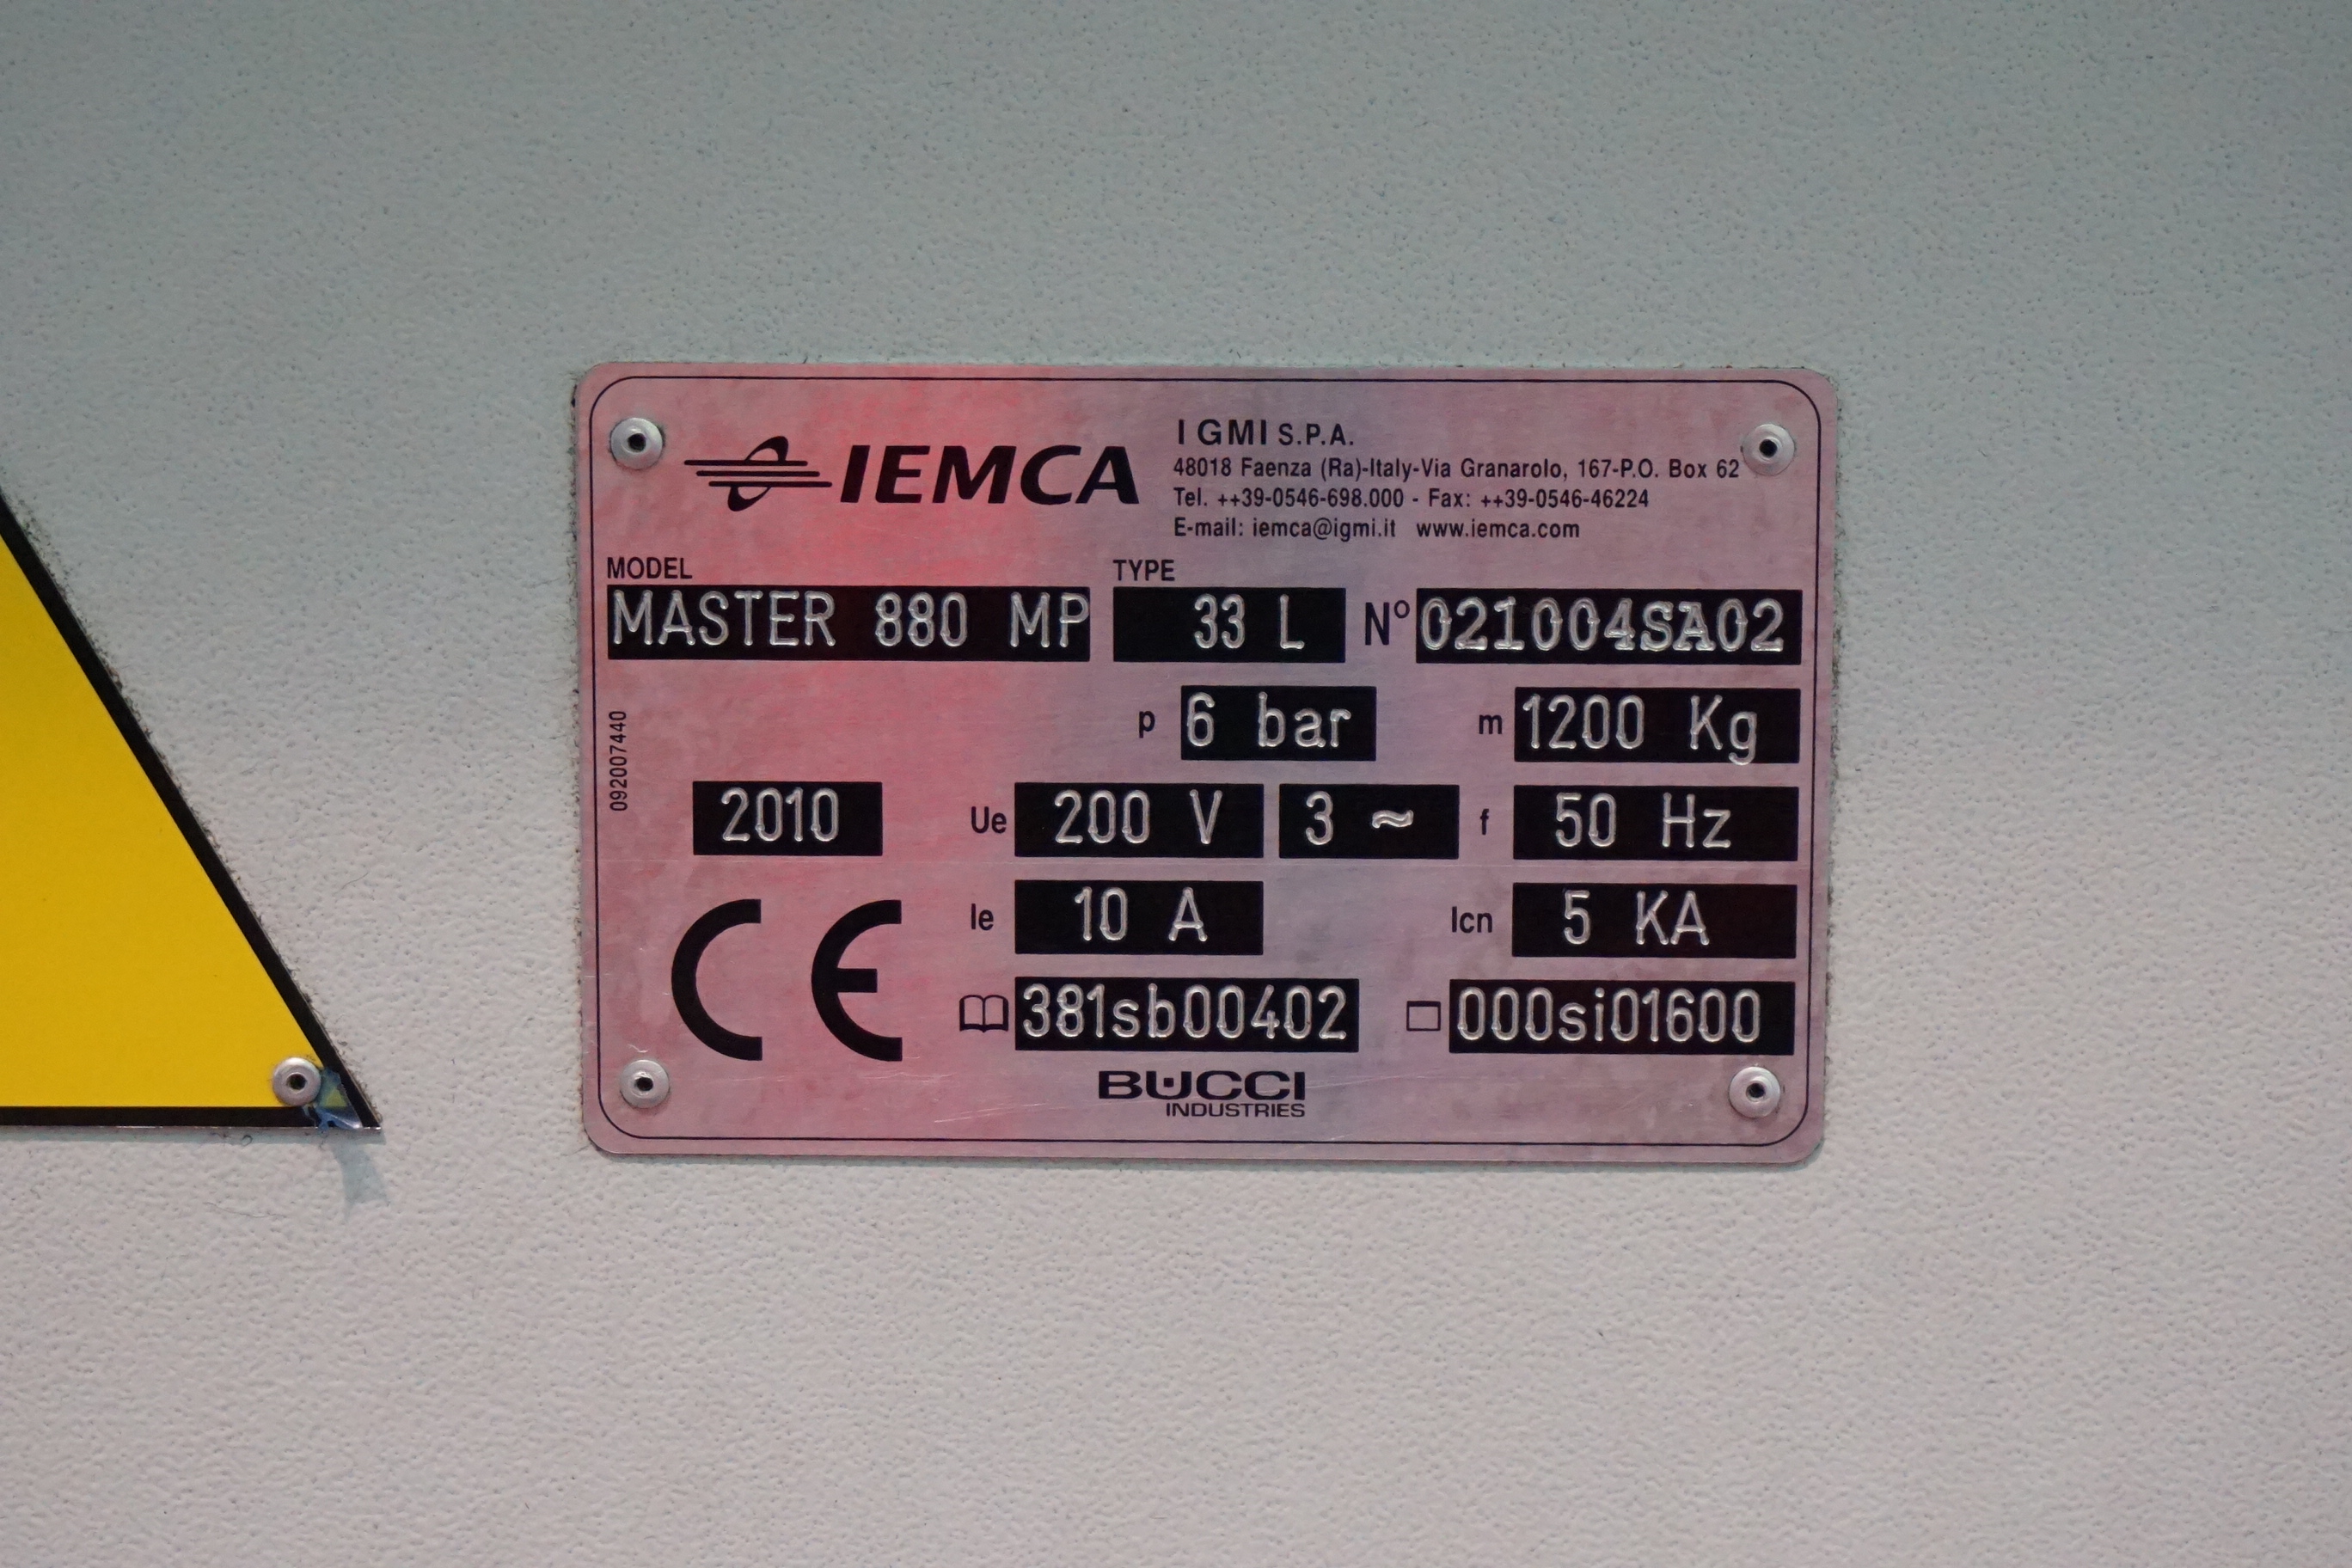 IEMCA
I GMI S.P.A.
48018 Faenza (Ra)-Italy-Via Granarolo, 167-P.O. Box 62
Tel. ++39-0546-698.000 - Fax: ++39-0546-46224
E-mail: iemca@igmi.it www.iemca.com
MODEL TYPE
MASTER 880 MP 33 L N° 021004SA02
p 6 bar m 1200 Kg
092007440
2010 Ue 200 V 3 ~ f 50 Hz
CE
Ie 10 A Icn 5 KA
381sb00402 000si01600
BUCCI
INDUSTRIES